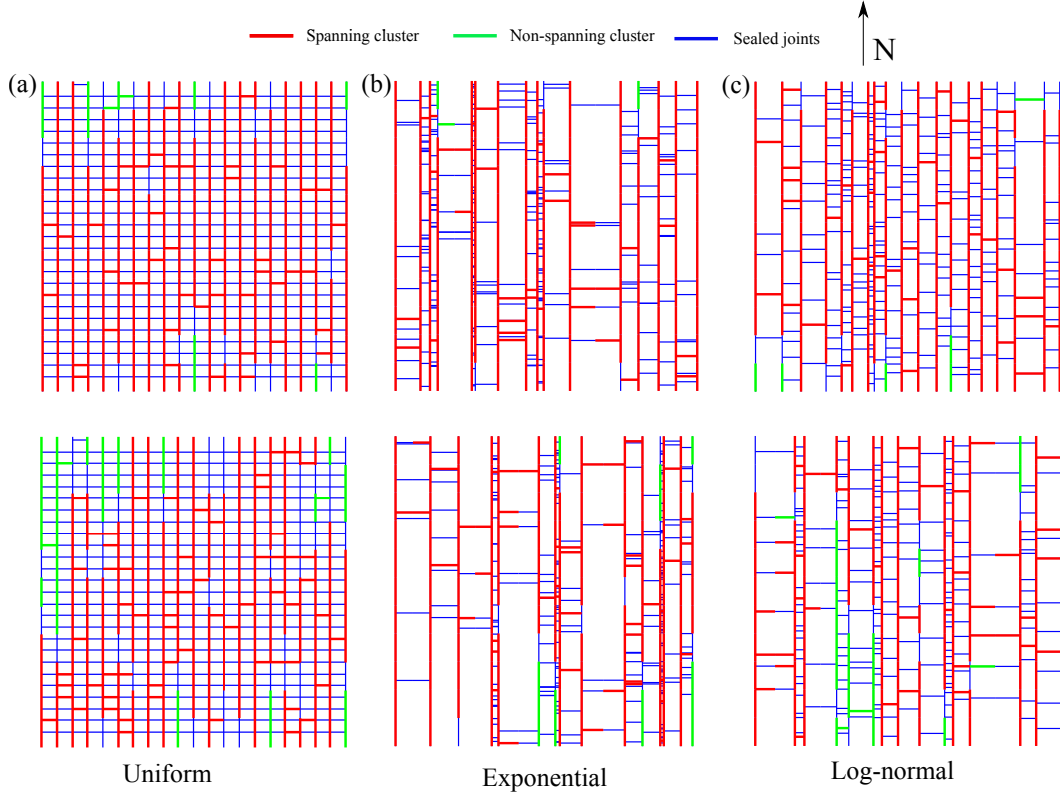 Spanning cluster Non-spanning cluster Sealed joints N
(a) (b) (c)
Uniform Exponential Log-normal